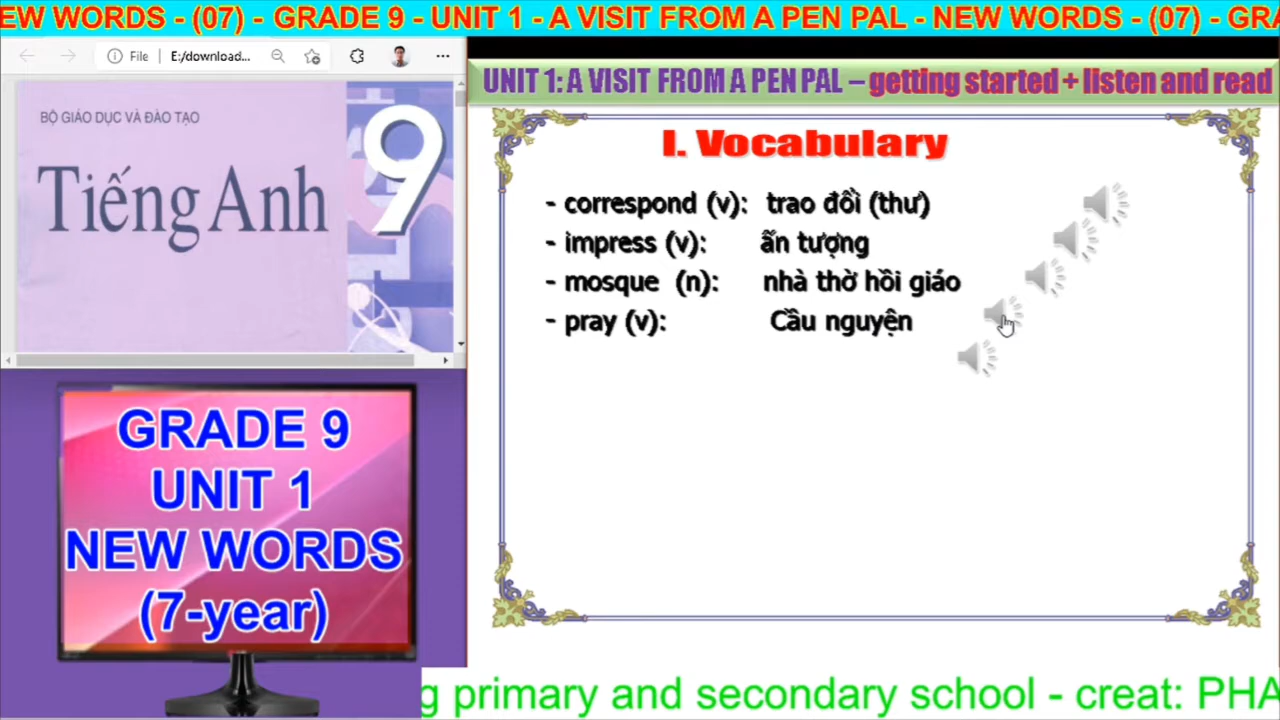 EW WORDS - (07) - GRADE 9 - UNIT 1 - A VISIT FROM A PEN PAL - NEW WORDS - (07) - GRA
File E:/download...
BỘ GIÁO DỤC VÀ ĐÀO TẠO
Tiếng Anh 9
GRADE 9
UNIT 1
NEW WORDS
(7-year)
UNIT 1: A VISIT FROM A PEN PAL – getting started + listen and read
I. Vocabulary
- correspond (v): trao đổi (thư)
- impress (v): ấn tượng
- mosque (n): nhà thờ hồi giáo
- pray (v): Cầu nguyện
g primary and secondary school - creat: PHA